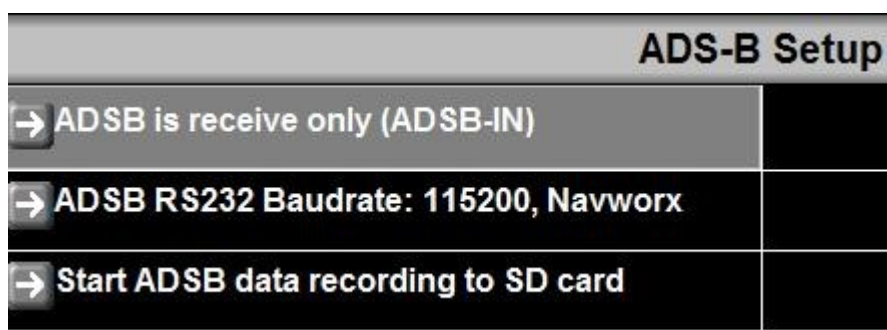 ADS-B Setup
ADSB is receive only (ADSB-IN)
ADSB RS232 Baudrate: 115200, Navworx
Start ADSB data recording to SD card